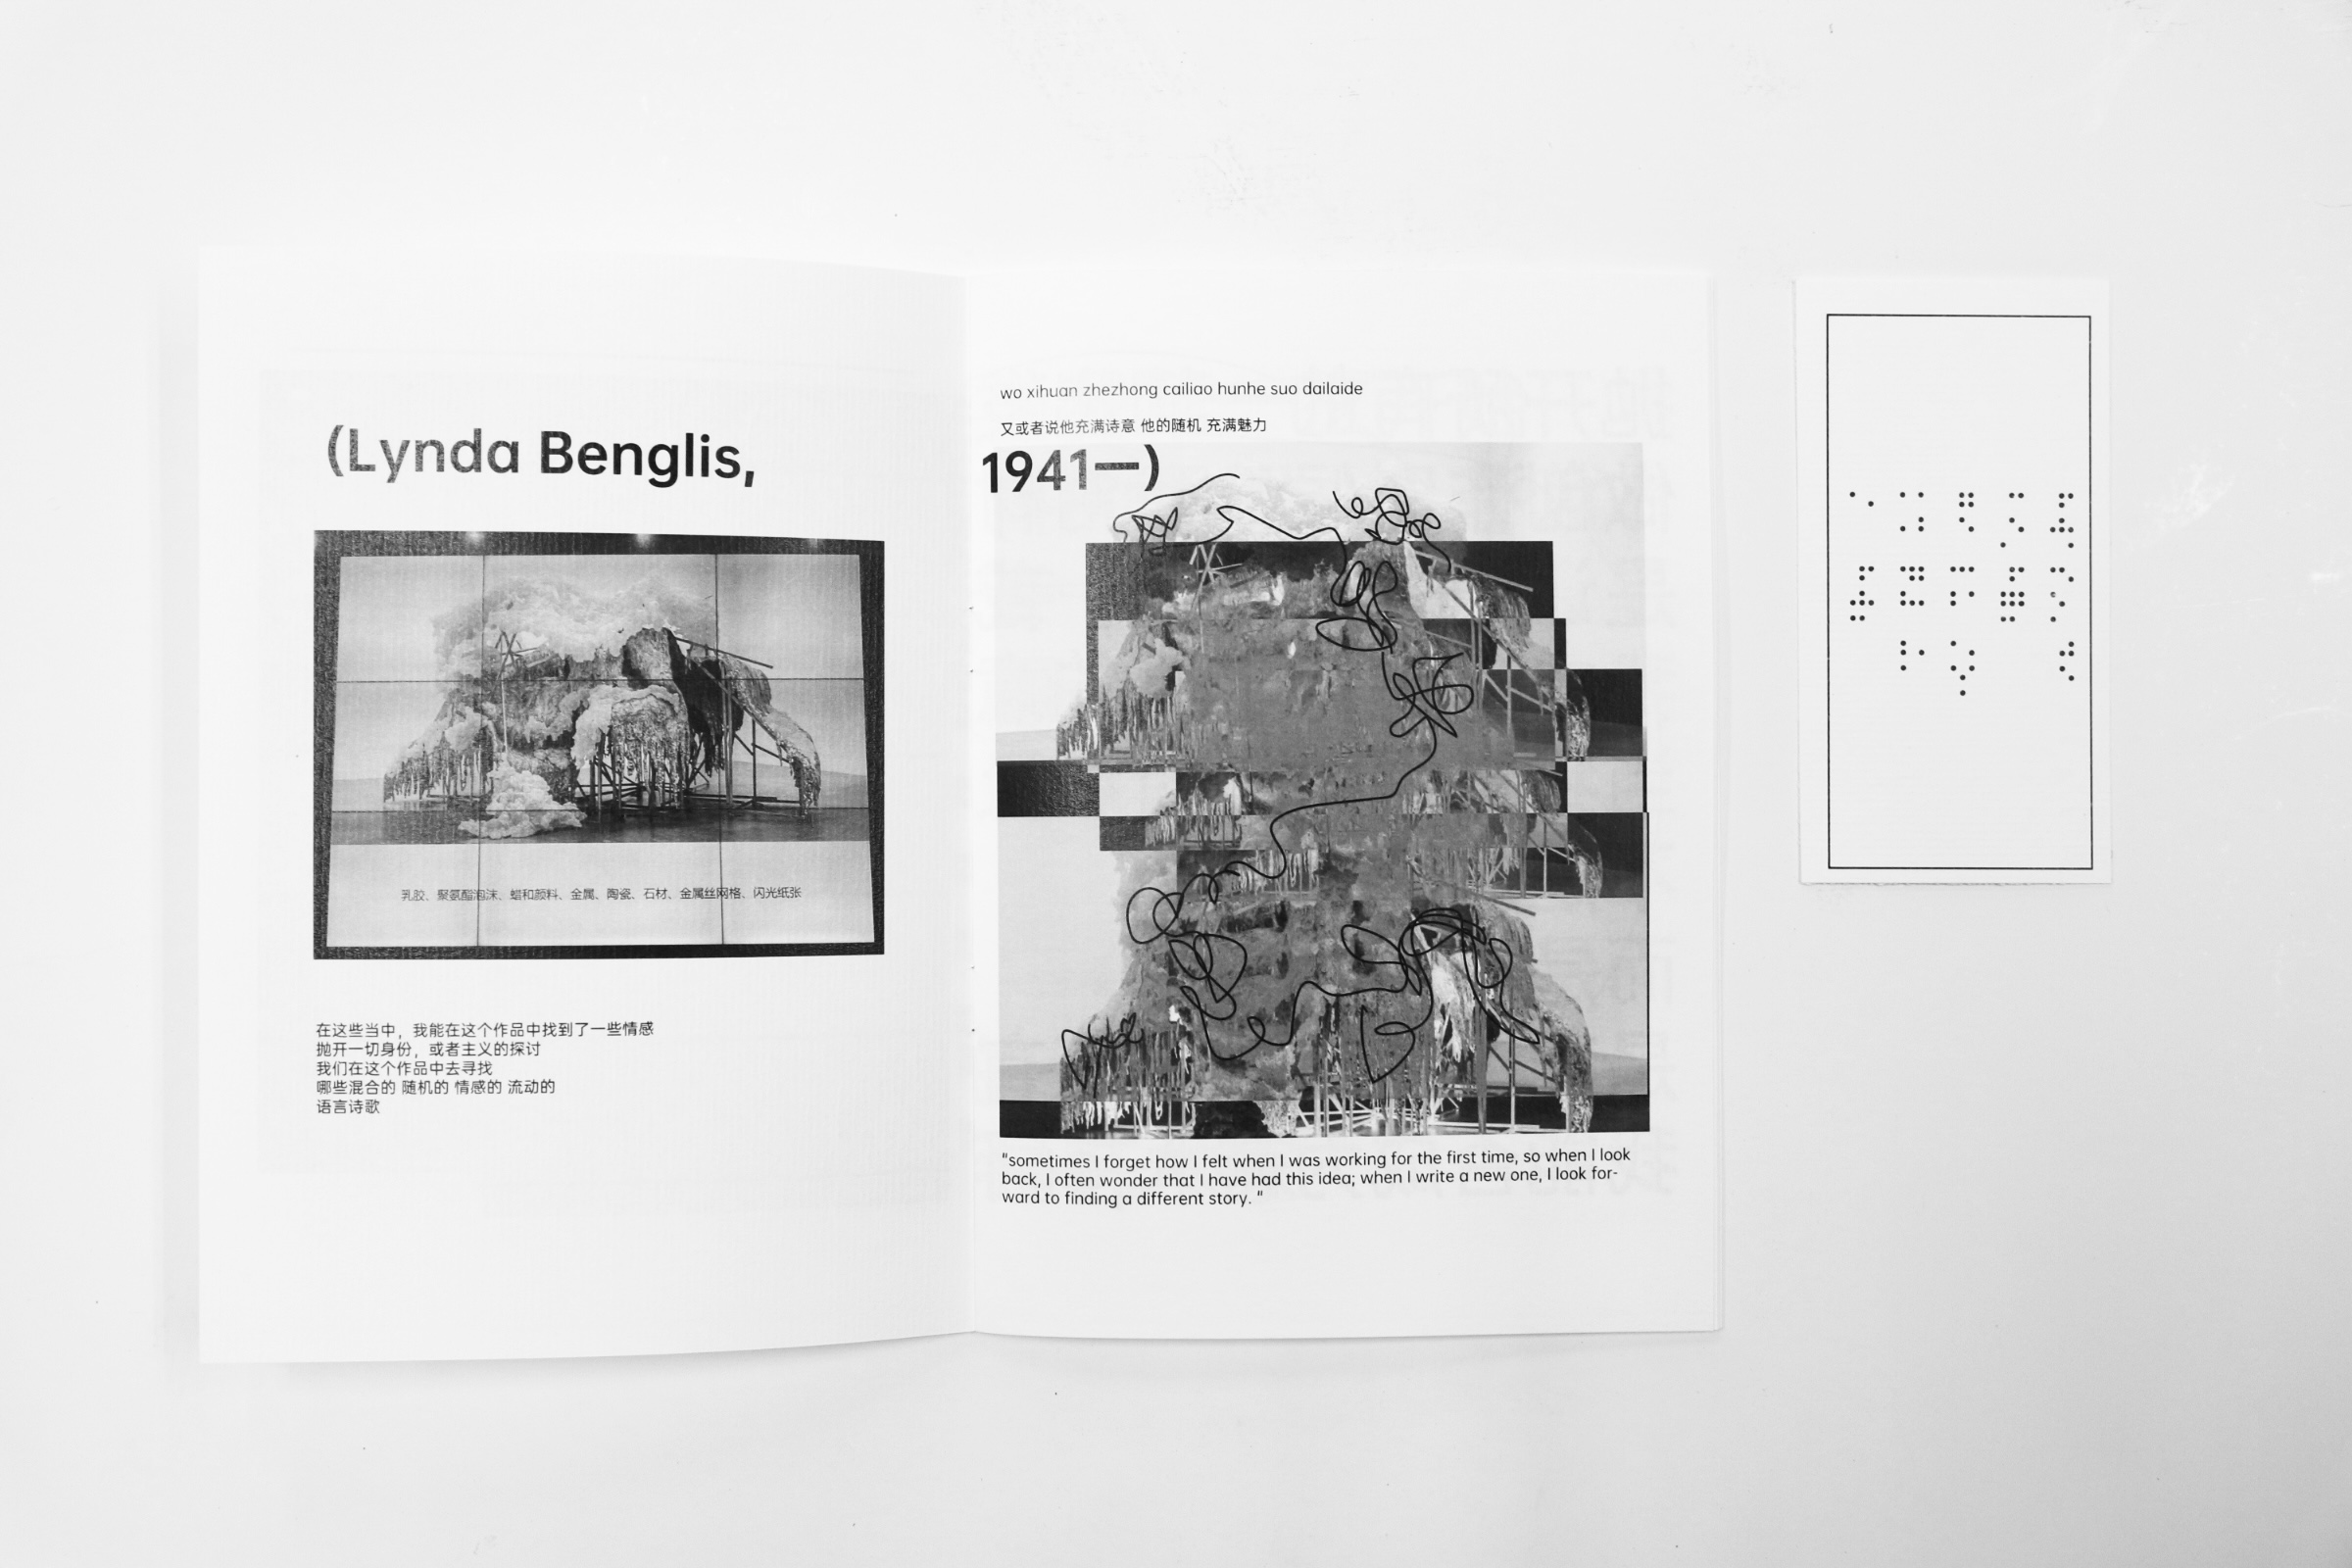 (Lynda Benglis,
乳胶、聚氨酯泡沫、蜡和颜料、金属、陶瓷、石材、金属丝网格、闪光纸张
在这些当中，我能在这个作品中找到了一些情感
抛开一切身份，或者主义的探讨
我们在这个作品中去寻找
哪些混合的 随机的 情感的 流动的
语言诗歌
wo xihuan zhezhong cailiao hunhe suo dailaide
又或者说他充满诗意 他的随机 充满魅力
1941—)
"sometimes I forget how I felt when I was working for the first time, so when I look
back, I often wonder that I have had this idea; when I write a new one, I look for-
ward to finding a different story. "